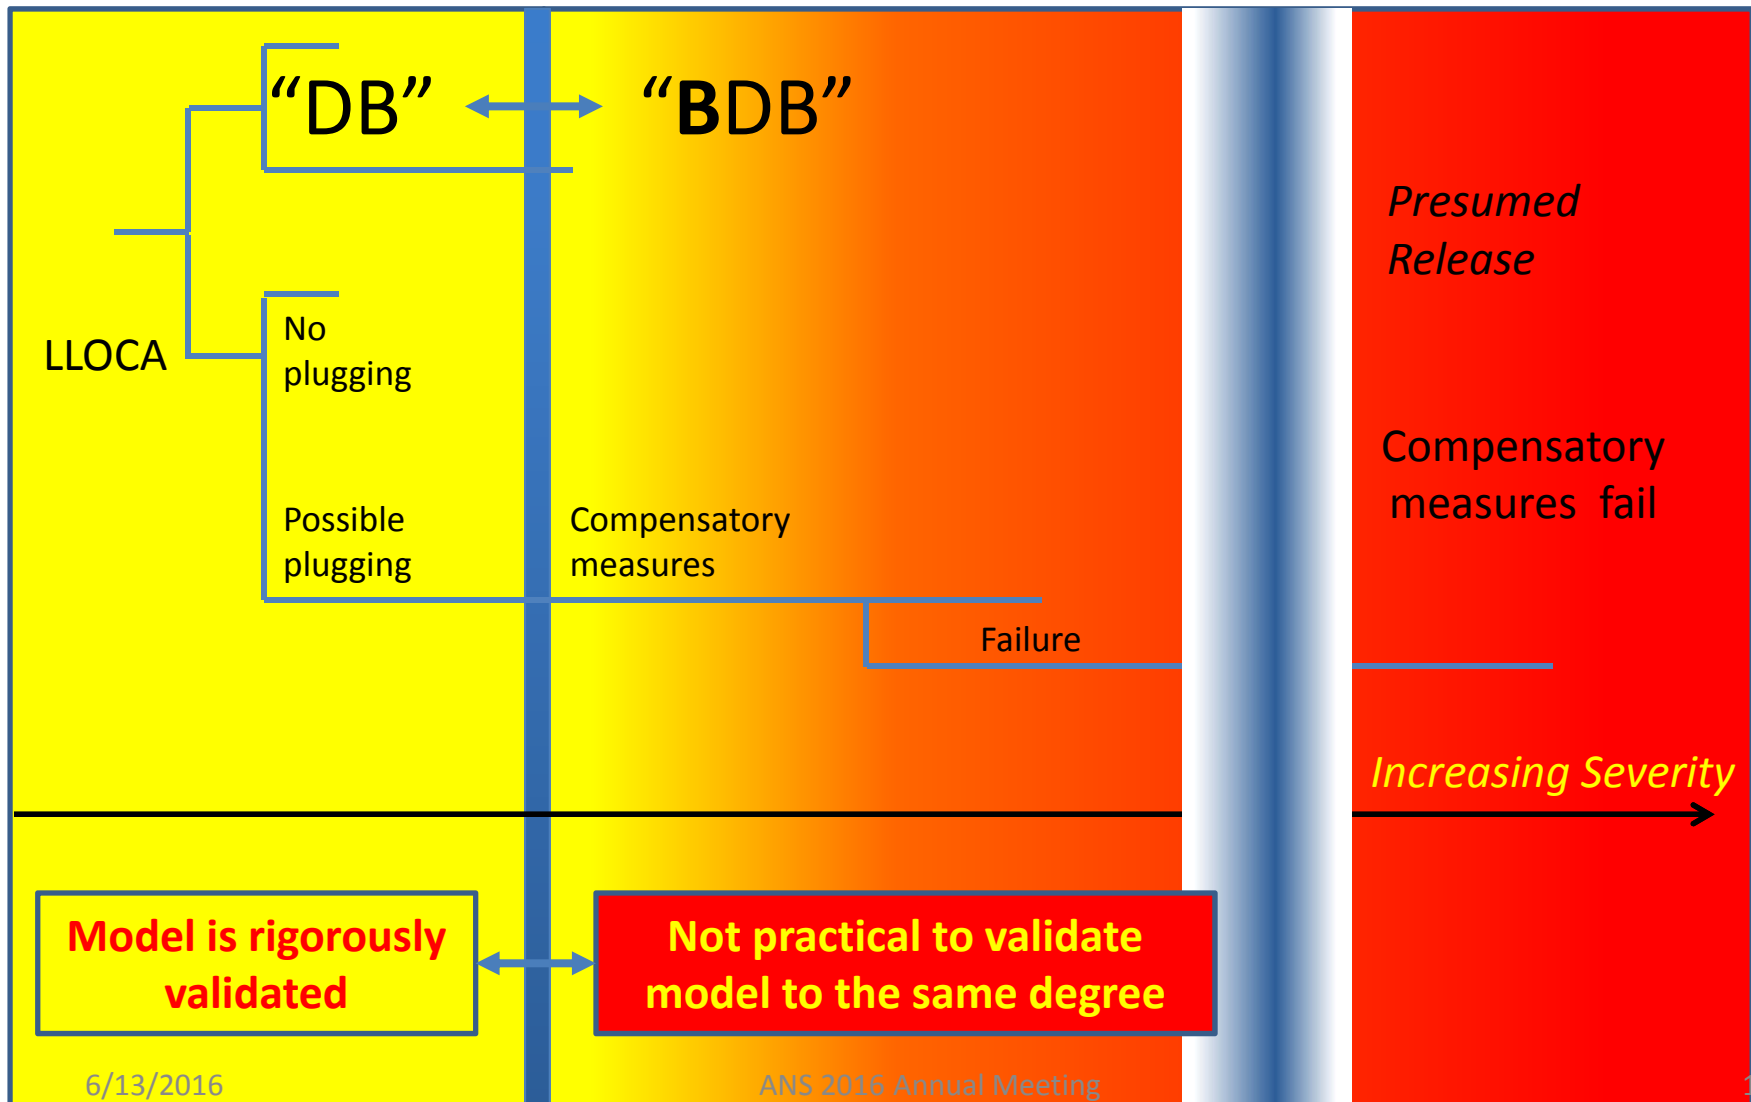 “DB”
“BDB”
Presumed
Release
No
plugging
LLOCA
Compensatory
measures fail
Possible
plugging
Compensatory
measures
Failure
Increasing Severity
Model is rigorously
validated
Not practical to validate
model to the same degree
6/13/2016
ANS 2016 Annual Meeting